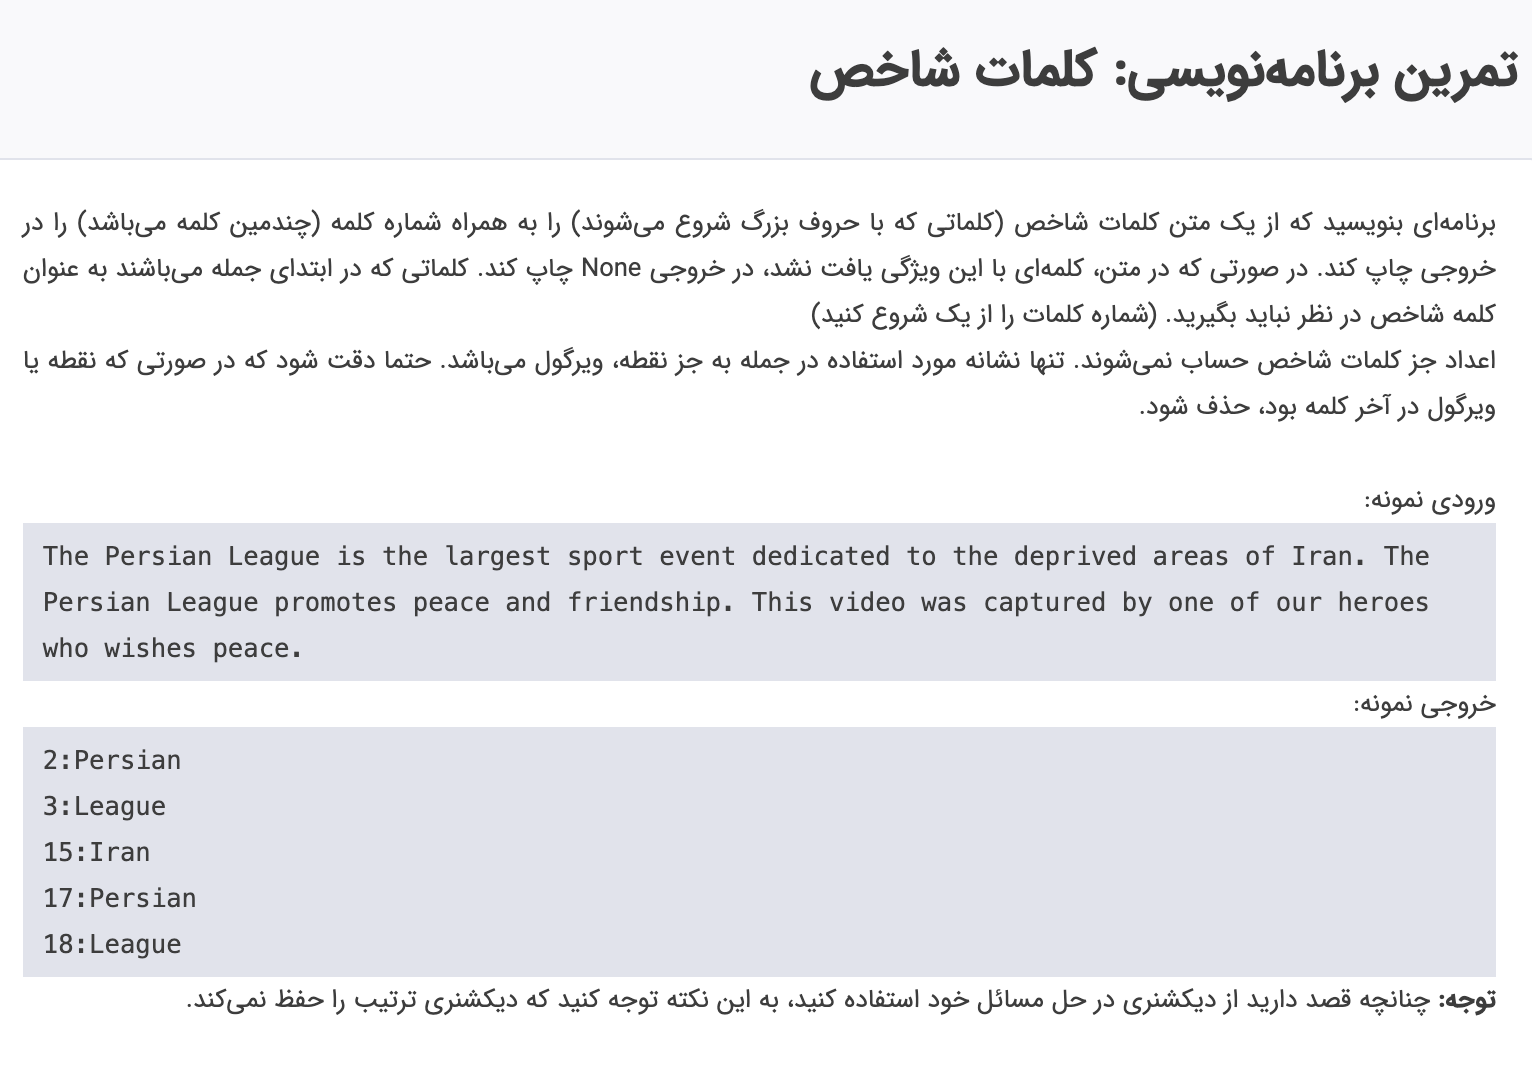 تمرین برنامه‌نویسی: کلمات شاخص
برنامه‌ای بنویسید که از یک متن کلمات شاخص (کلماتی که با حروف بزرگ شروع می‌شوند) را به همراه شماره کلمه (چندمین کلمه می‌باشد) را در
خروجی چاپ کند. در صورتی که در متن، کلمه‌ای با این ویژگی یافت نشد، در خروجی None چاپ کند. کلماتی که در ابتدای جمله می‌باشند به عنوان
کلمه شاخص در نظر نباید بگیرید. (شماره کلمات را از یک شروع کنید)
اعداد جز کلمات شاخص حساب نمی‌شوند. تنها نشانه مورد استفاده در جمله به جز نقطه، ویرگول می‌باشد. حتما دقت شود که در صورتی که نقطه یا
ویرگول در آخر کلمه بود، حذف شود.
ورودی نمونه:
The Persian League is the largest sport event dedicated to the deprived areas of Iran. The
Persian League promotes peace and friendship. This video was captured by one of our heroes
who wishes peace.
خروجی نمونه:
2:Persian
3:League
15:Iran
17:Persian
18:League
توجه: چنانچه قصد دارید از دیکشنری در حل مسائل خود استفاده کنید، به این نکته توجه کنید که دیکشنری ترتیب را حفظ نمی‌کند.